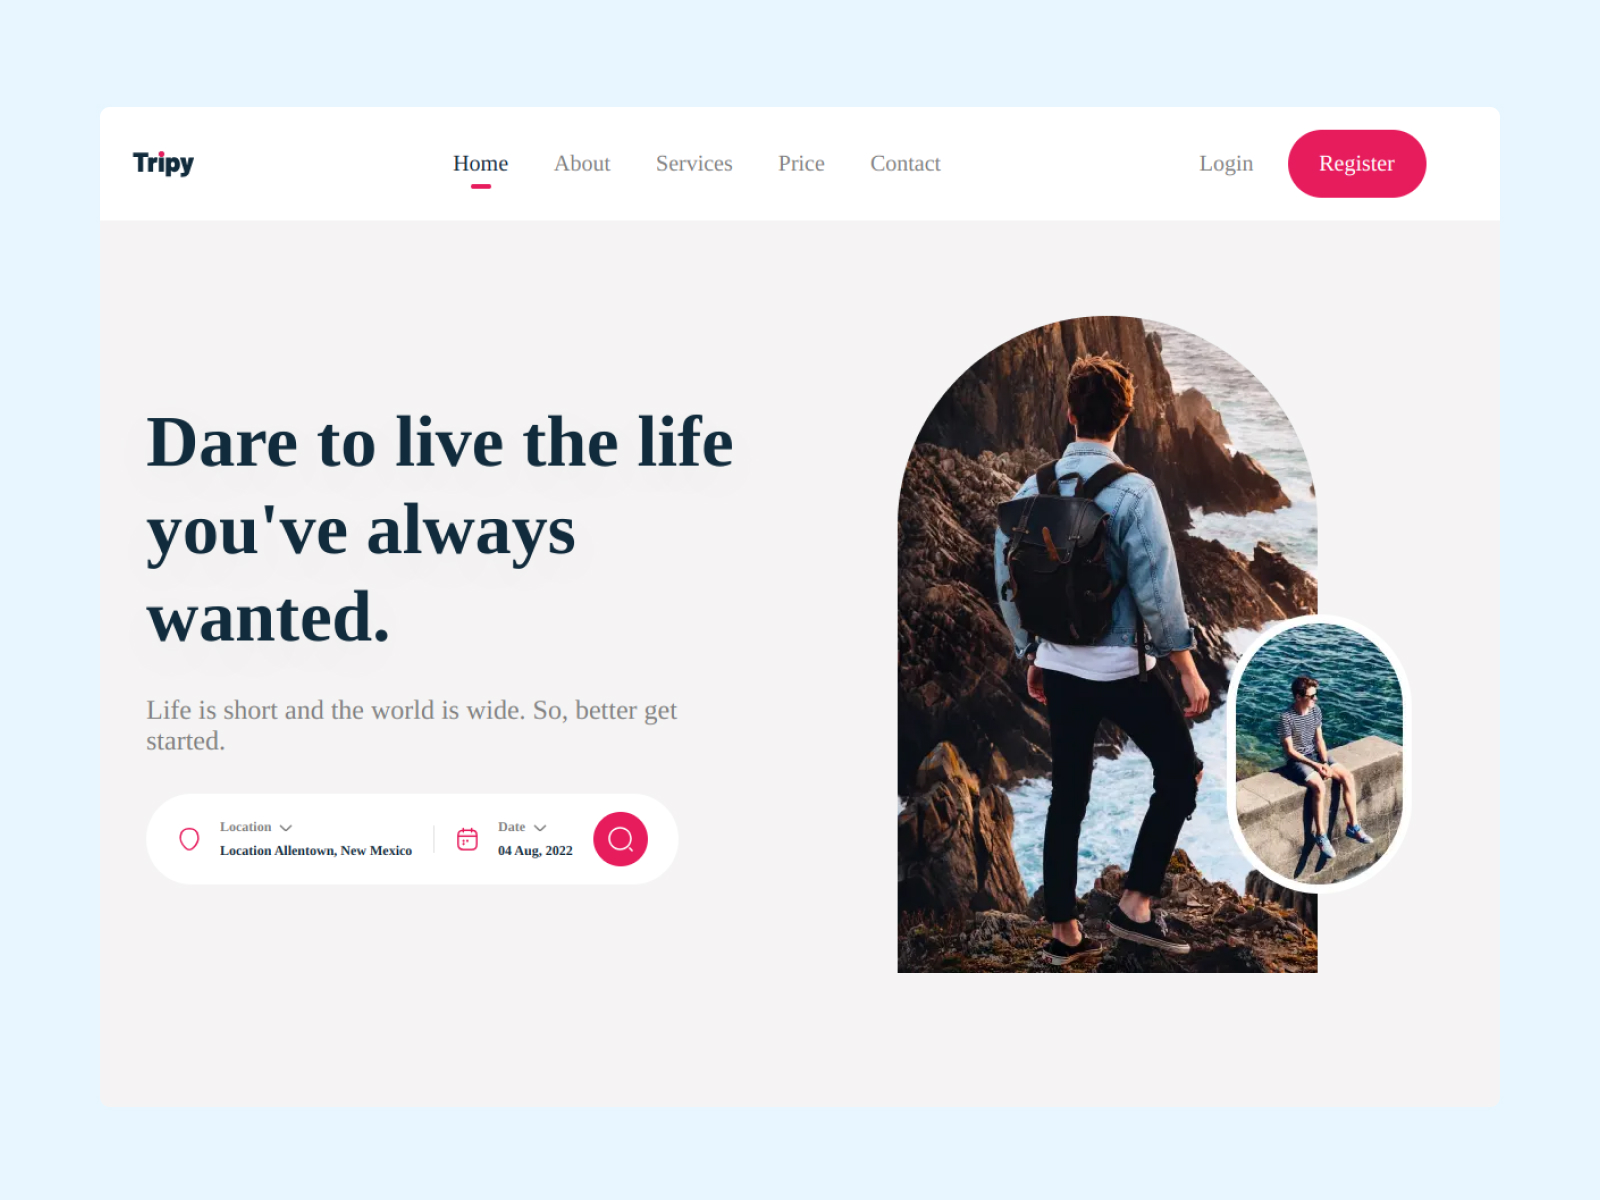 Tripy
Home About Services Price Contact
Login Register
Dare to live the life
you've always
wanted.
Life is short and the world is wide. So, better get
started.
Location
Location Allentown, New Mexico
Date
04 Aug, 2022